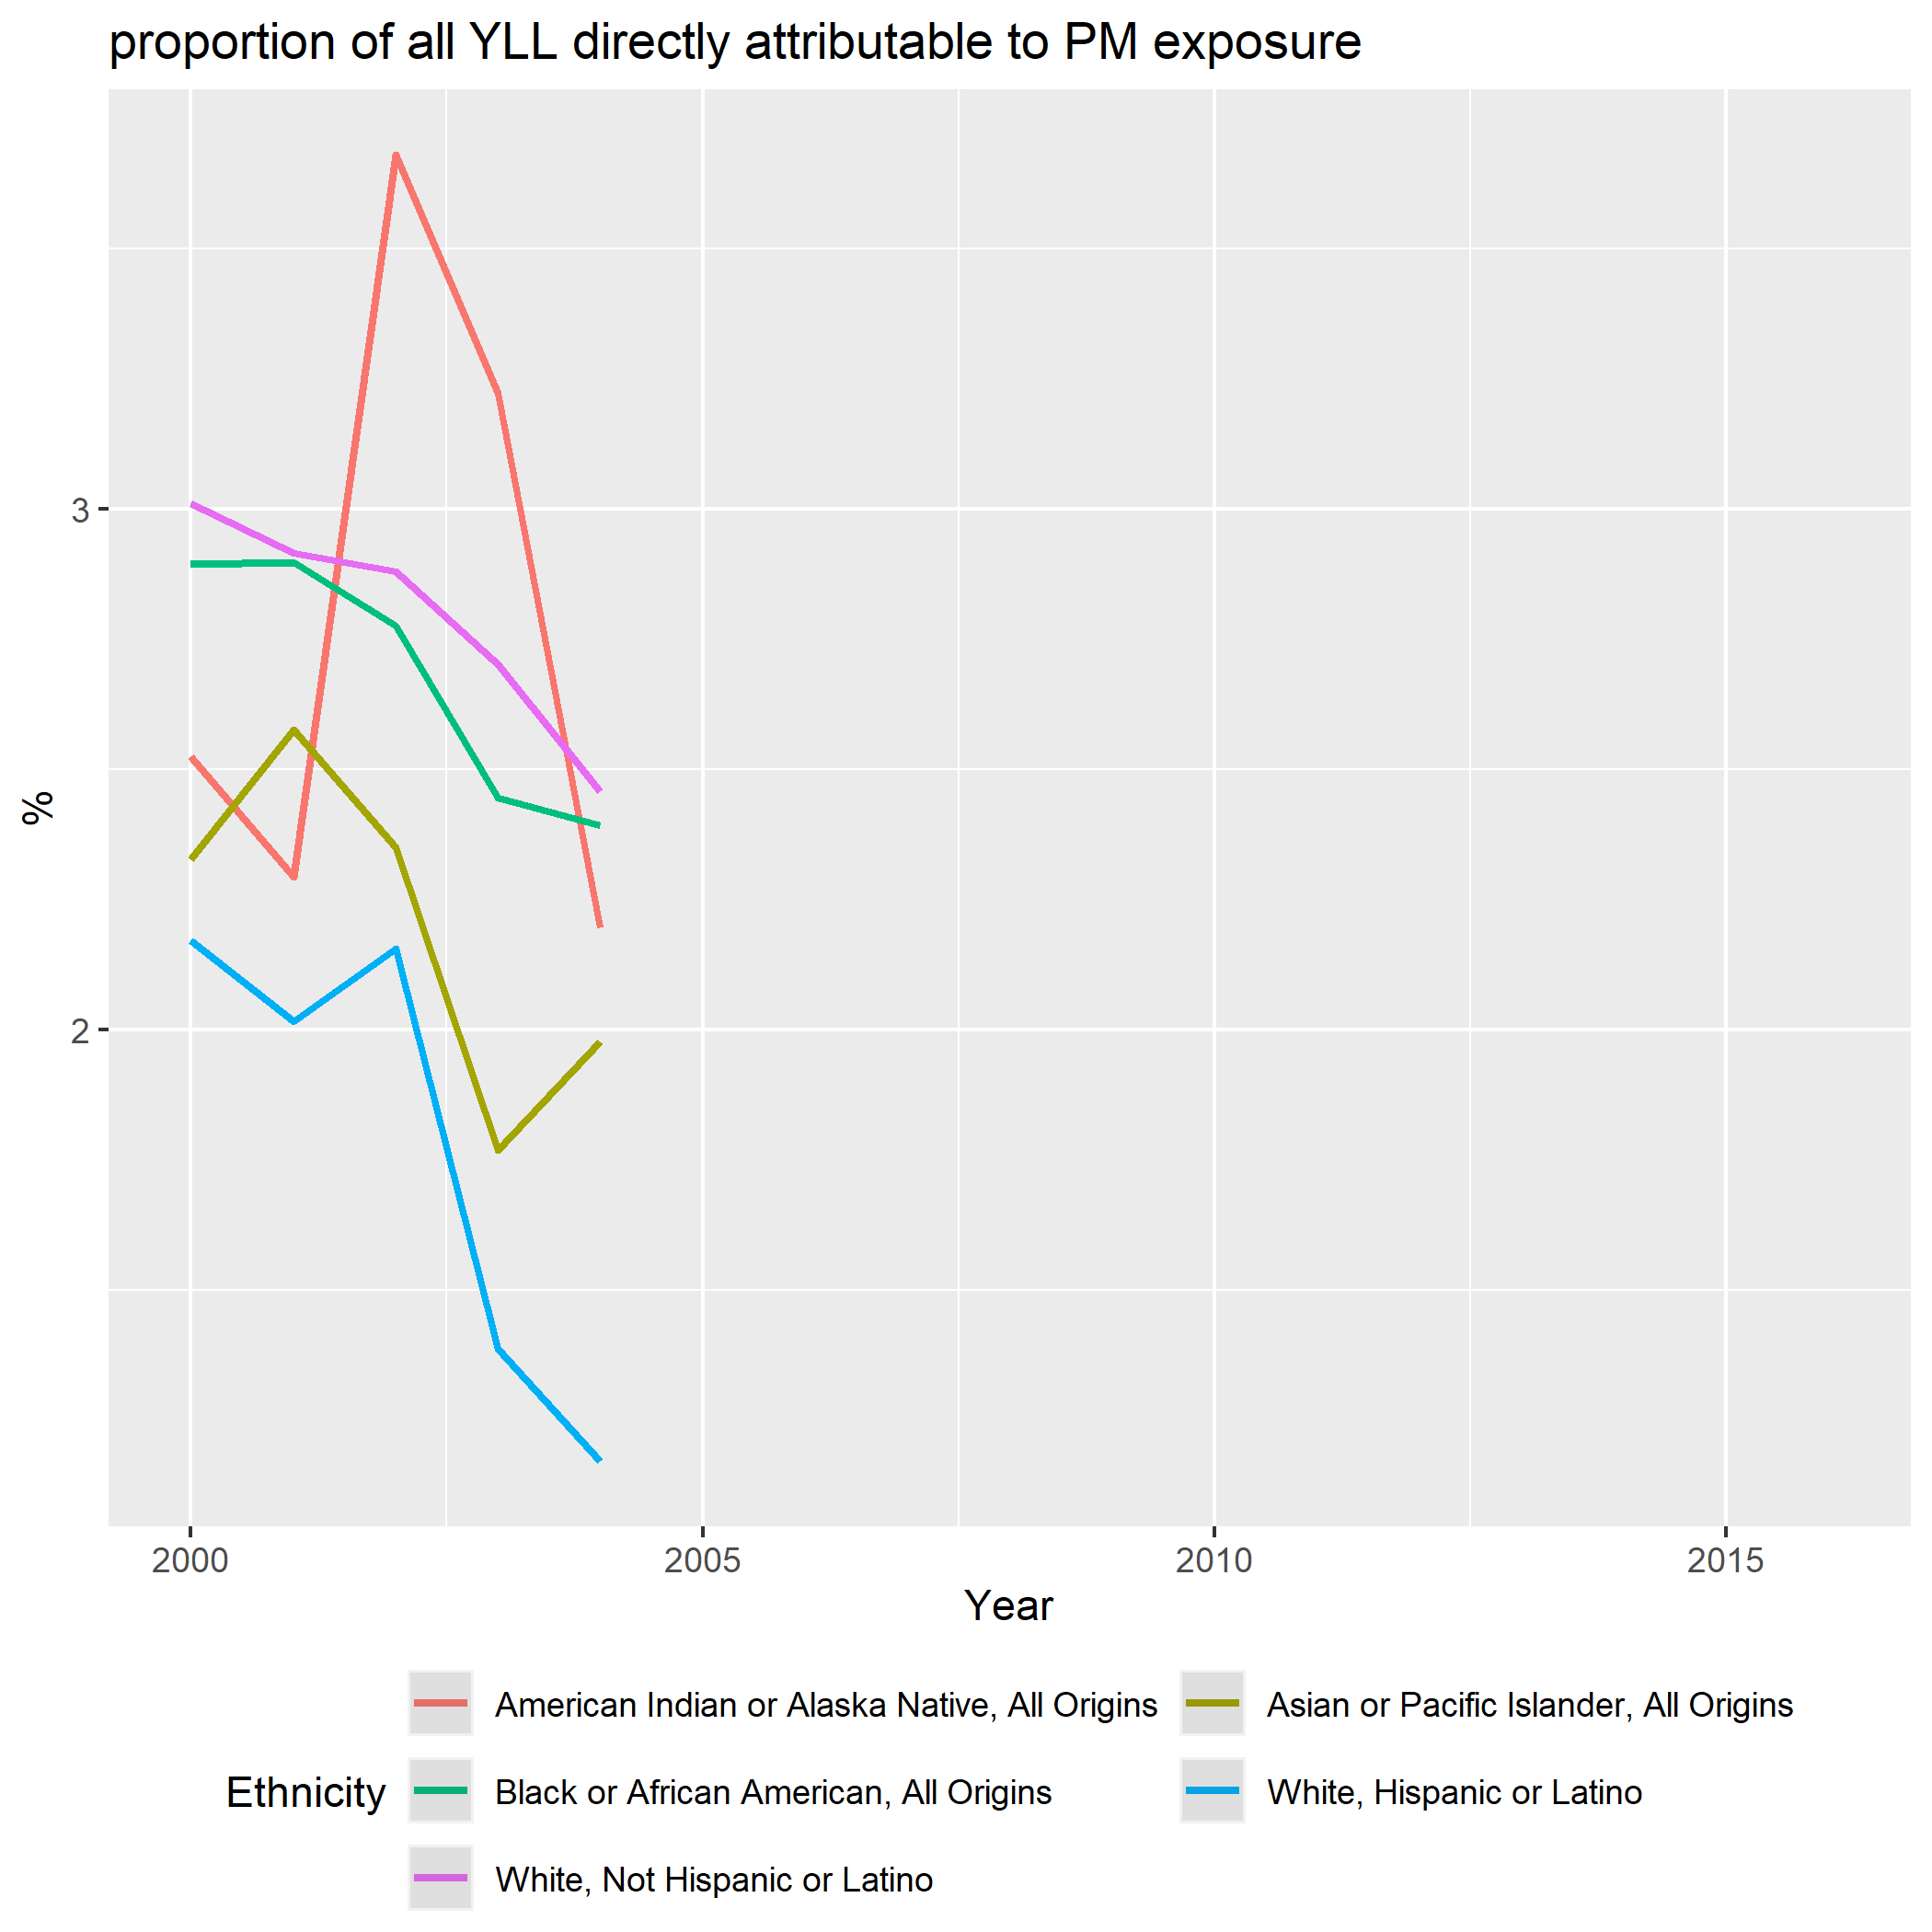 proportion of all YLL directly attributable to PM exposure
3
2
%
2000 2005 2010 2015
Year
Ethnicity
American Indian or Alaska Native, All Origins
Asian or Pacific Islander, All Origins
Black or African American, All Origins
White, Hispanic or Latino
White, Not Hispanic or Latino